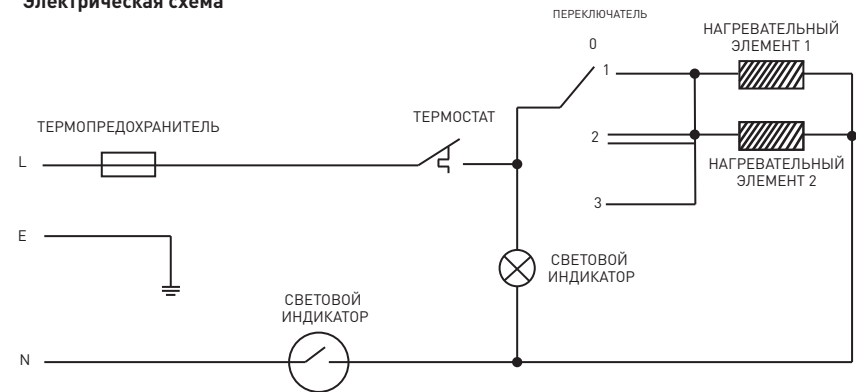 Электрическая схема
ПЕРЕКЛЮЧАТЕЛЬ
0
1
2
3
НАГРЕВАТЕЛЬНЫЙ
ЭЛЕМЕНТ 1
НАГРЕВАТЕЛЬНЫЙ
ЭЛЕМЕНТ 2
ТЕРМОСТАТ
ТЕРМОПРЕДОХРАНИТЕЛЬ
L
E
СВЕТОВОЙ
ИНДИКАТОР
СВЕТОВОЙ
ИНДИКАТОР
N